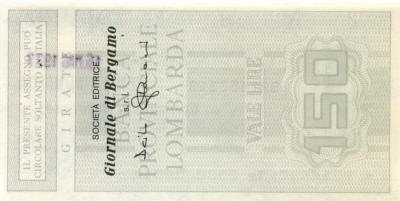 IL PRESENTE ASSEGNO PUÒ
CIRCOLARE SOLTANTO IN ITALIA
GIRATE
SOCIETÀ EDITRICE
Giornale di Bergamo
s.r.l.
BANCA
PROVINCIALE
LOMBARDA
VALE LIRE
150